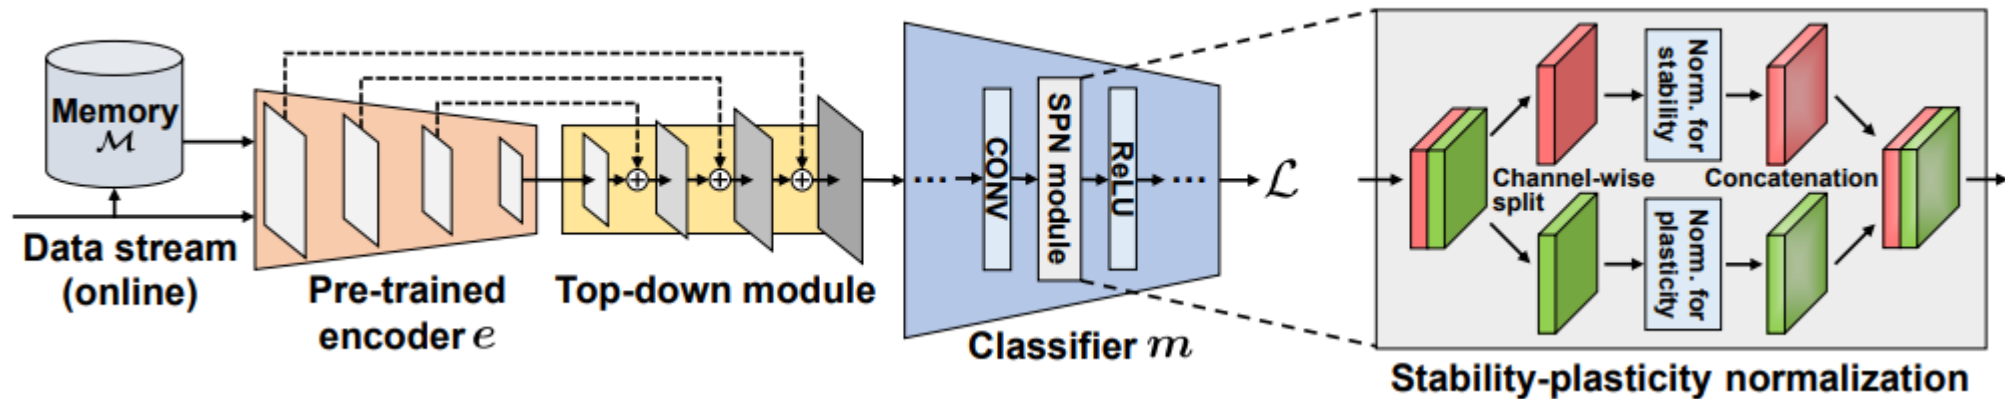 Memory
ℳ
Data stream
(online)
Pre-trained
encoder e
Top-down module
...
CONV
SPN module
ReLU
...
Classifier m
ℒ
Norm. for
stability
Channel-wise
split
Concatenation
Norm. for
plasticity
Stability-plasticity normalization